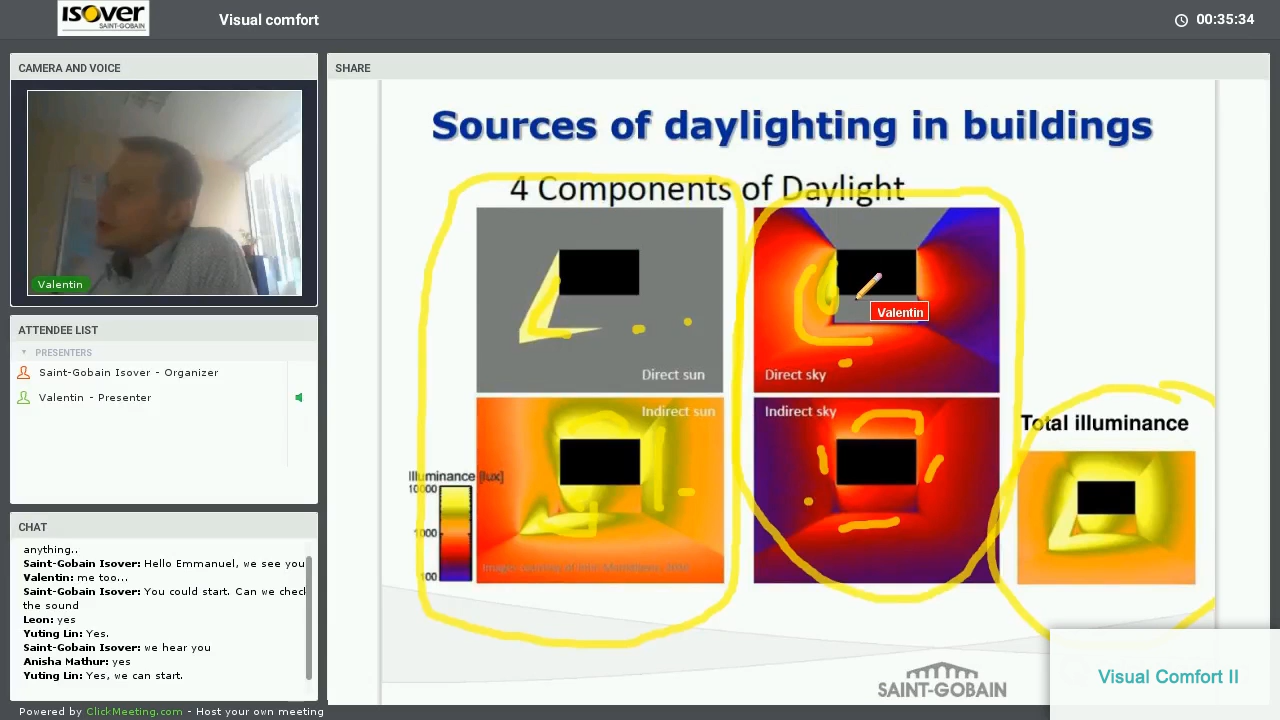 isover
SAINT-GOBAIN
Visual comfort
00:35:34
CAMERA AND VOICE
Valentin
ATTENDEE LIST
PRESENTERS
Saint-Gobain Isover - Organizer
Valentin - Presenter
CHAT
anything..
Saint-Gobain Isover: Hello Emmanuel, we see you
Valentin: me too...
Saint-Gobain Isover: You could start. Can we check
the sound
Leon: yes
Yuting Lin: Yes.
Saint-Gobain Isover: we hear you
Anisha Mathur: yes
Yuting Lin: Yes, we can start.
Powered by ClickMeeting.com - Host your own meeting
SHARE
Sources of daylighting in buildings
4 Components of Daylight
Direct sun
Direct sky
Valentin
Indirect sun
Indirect sky
Illuminance [lux]
10000
1000
100
Total illuminance
SAINT-GOBAIN
Visual Comfort II